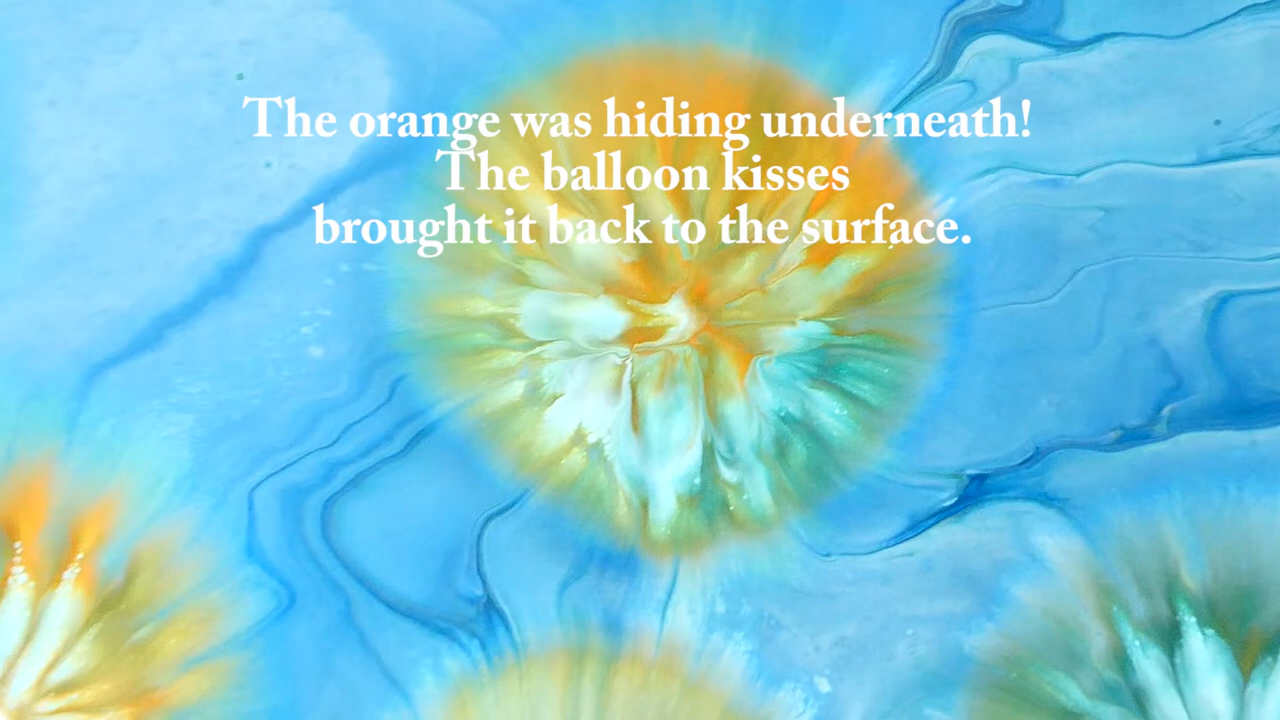 The orange was hiding underneath!
The balloon kisses
brought it back to the surface.